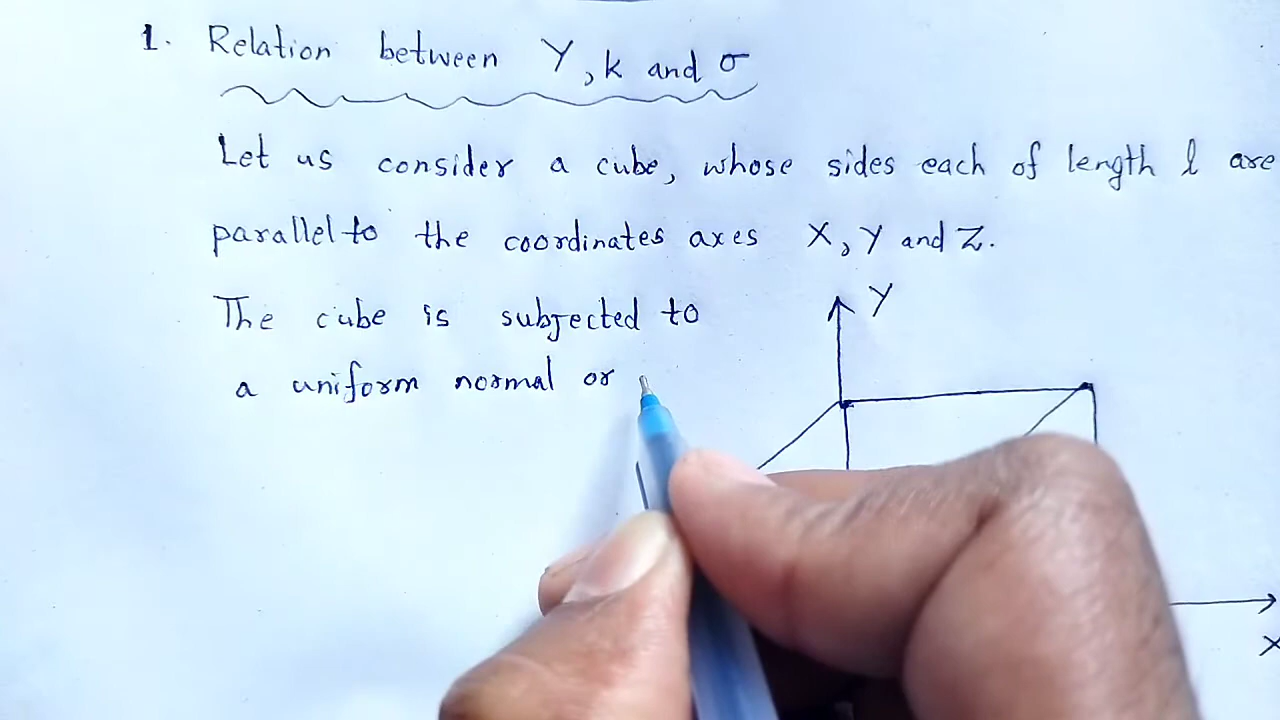 1. Relation between Y, k and σ
Let us consider a cube, whose sides each of length l are
parallel to the coordinates axes X, Y and Z.
The cube is subjected to
a uniform normal or
Y
X